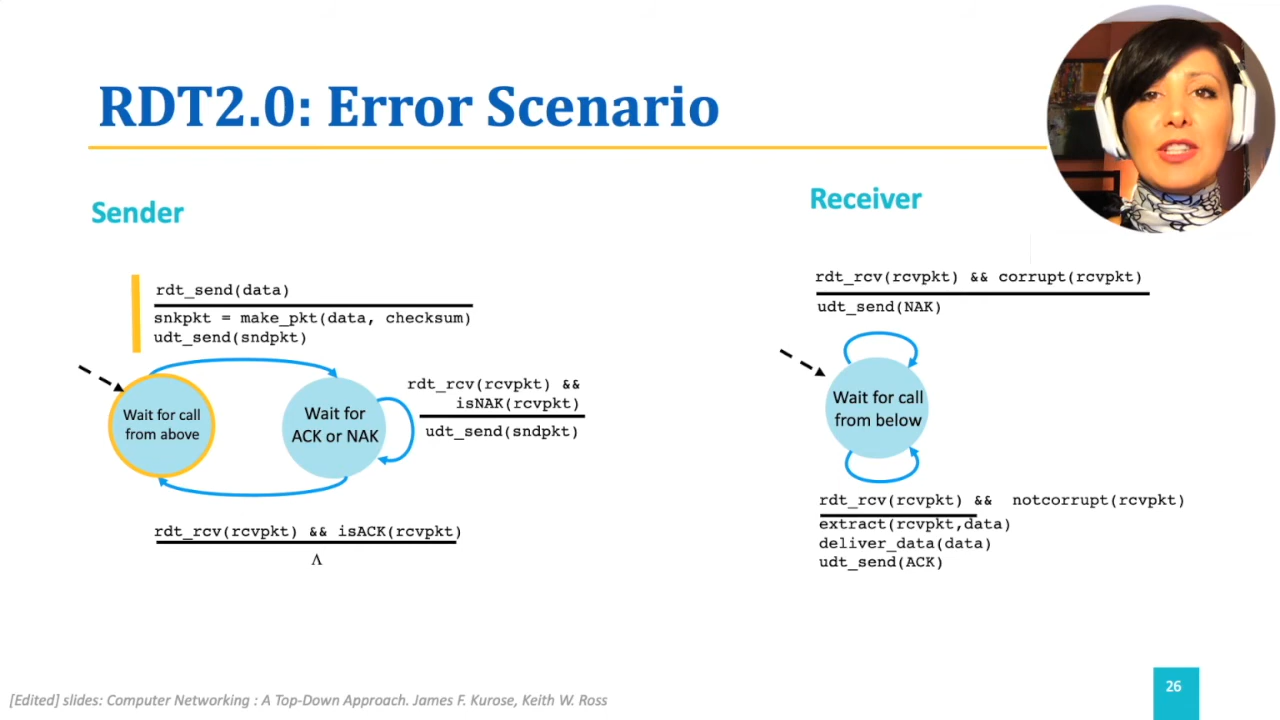 RDT2.0: Error Scenario
Sender
Receiver
rdt_send(data)
snkpkt = make_pkt(data, checksum)
udt_send(sndpkt)
Wait for call
from above
Wait for
ACK or NAK
rdt_rcv(rcvpkt) &&
isNAK(rcvpkt)
udt_send(sndpkt)
rdt_rcv(rcvpkt) && isACK(rcvpkt)
Λ
rdt_rcv(rcvpkt) && corrupt(rcvpkt)
udt_send(NAK)
Wait for call
from below
rdt_rcv(rcvpkt) && notcorrupt(rcvpkt)
extract(rcvpkt,data)
deliver_data(data)
udt_send(ACK)
[Edited] slides: Computer Networking : A Top-Down Approach. James F. Kurose, Keith W. Ross
26